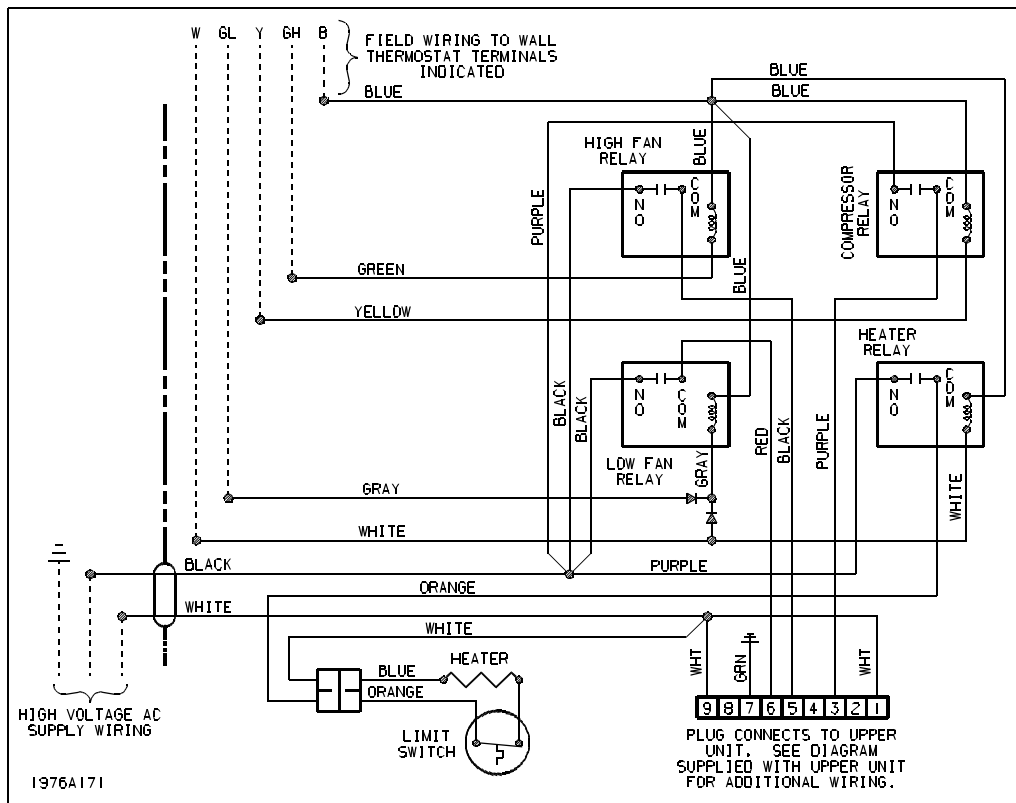 W GL Y GH B
FIELD WIRING TO WALL
THERMOSTAT TERMINALS
INDICATED
BLUE
BLUE
BLUE
HIGH FAN
RELAY
BLUE
PURPLE
NO
COM
COMPRESSOR
RELAY
NO
COM
GREEN
BLUE
YELLOW
HEATER
RELAY
NO
COM
NO
COM
BLACK
BLACK
RED
BLACK
PURPLE
LOW FAN
RELAY
GRAY
GRAY
WHITE
WHITE
BLACK
PURPLE
ORANGE
WHITE
WHITE
BLUE
HEATER
ORANGE
WHT
GRN
WHT
9 8 7 6 5 4 3 2 1
HIGH VOLTAGE AC
SUPPLY WIRING
LIMIT
SWITCH
PLUG CONNECTS TO UPPER
UNIT. SEE DIAGRAM
SUPPLIED WITH UPPER UNIT
FOR ADDITIONAL WIRING.
1976A171